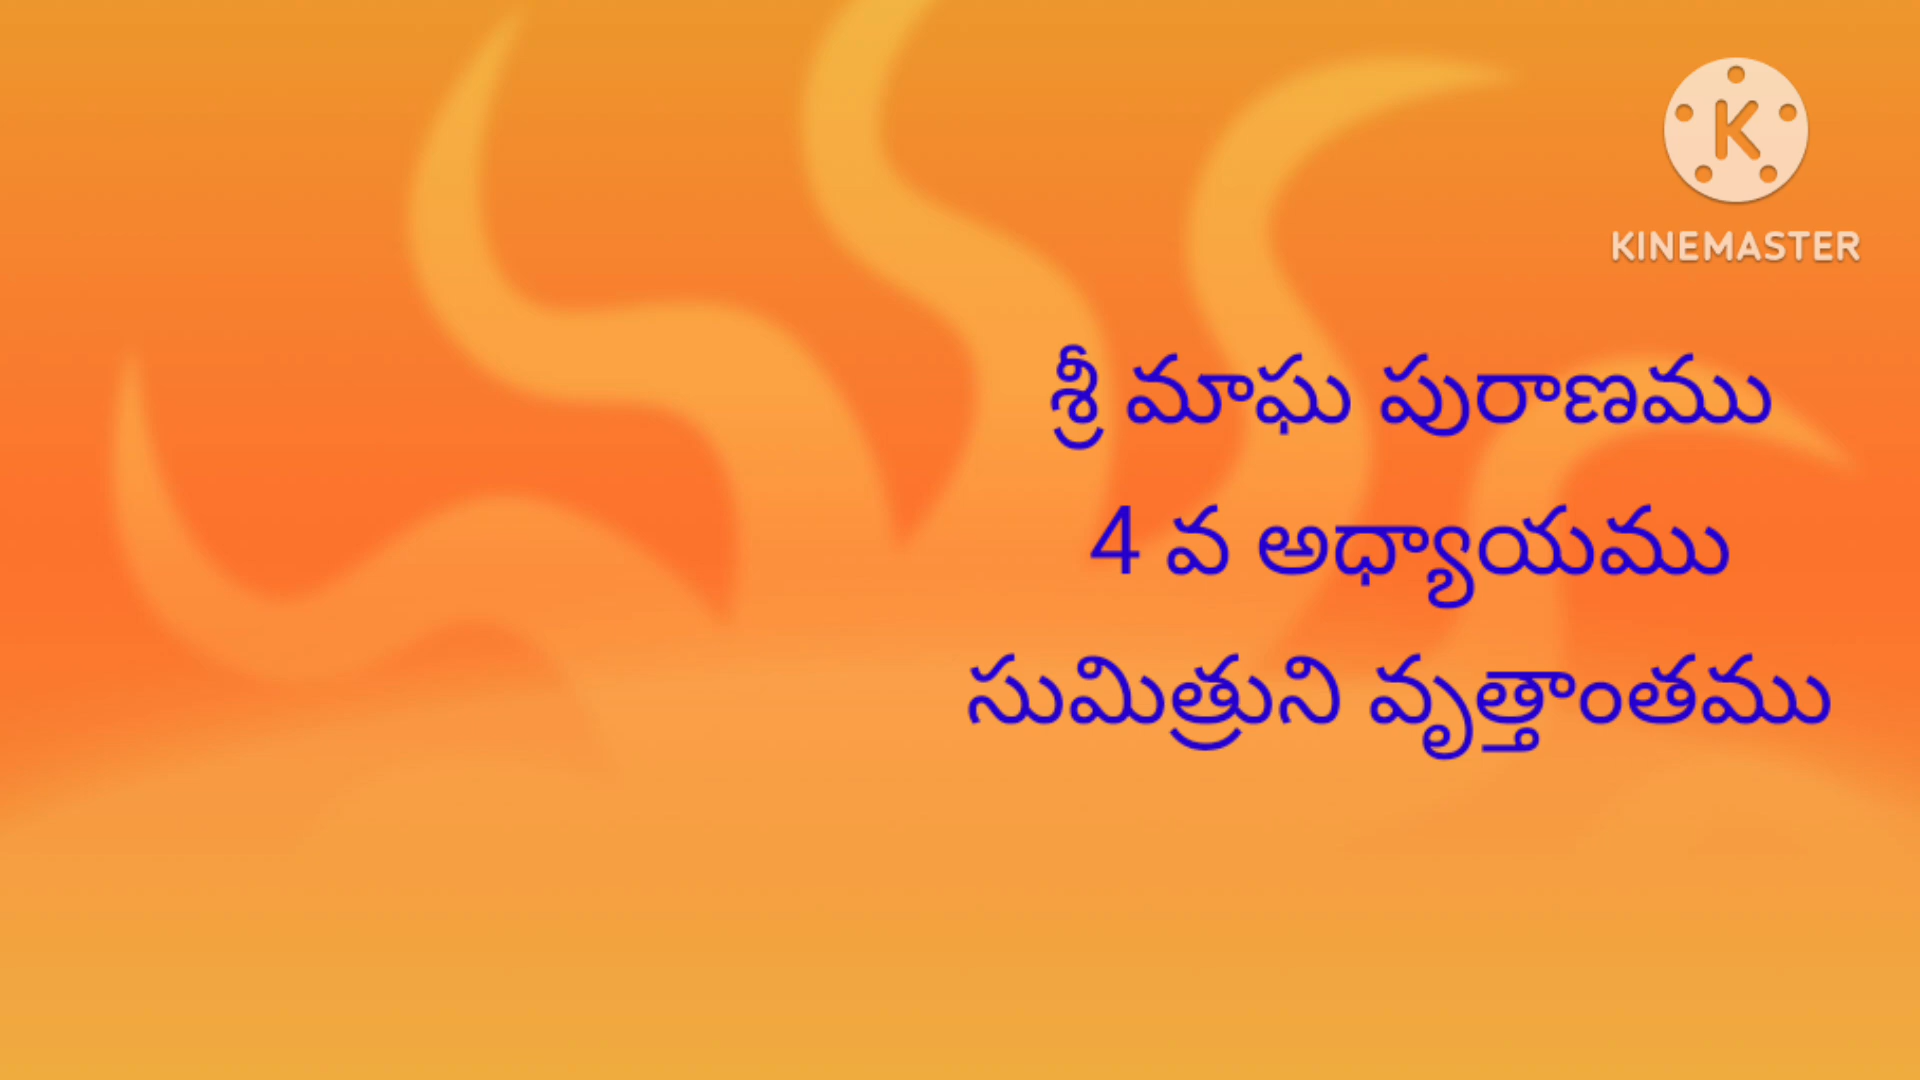 K
KINEMASTER
శ్రీ మాఘ పురాణము
4 వ అధ్యాయము
సుమిత్రుని వృత్తాంతము